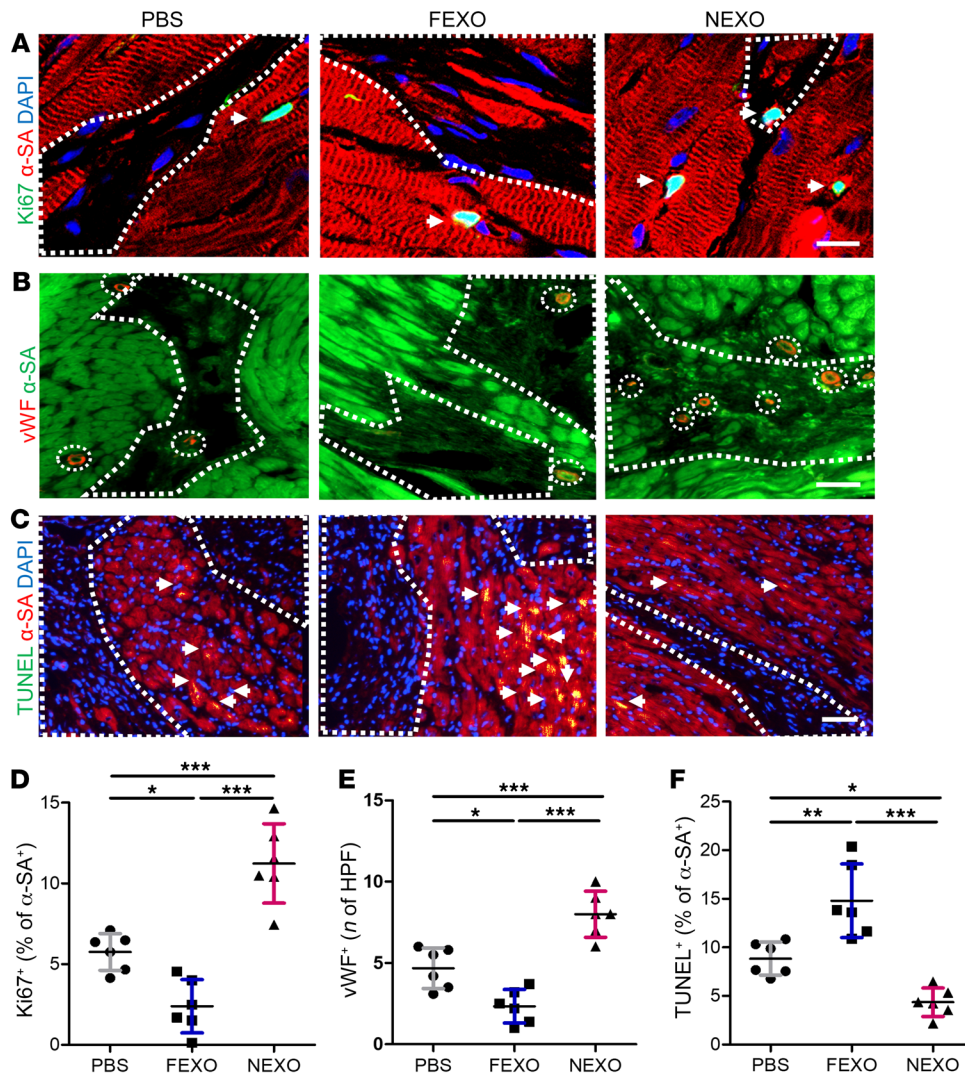 PBS FEXO NEXO
A
Ki67 α-SA DAPI
B
vWF α-SA
C
TUNEL α-SA DAPI
D
***
* ***
Ki67⁺ (% of α-SA⁺)
15
10
5
0
PBS FEXO NEXO
E
***
* ***
vWF⁺ (n of HPF)
15
10
5
0
PBS FEXO NEXO
F
*
** ***
TUNEL⁺ (% of α-SA⁺)
25
20
15
10
5
0
PBS FEXO NEXO